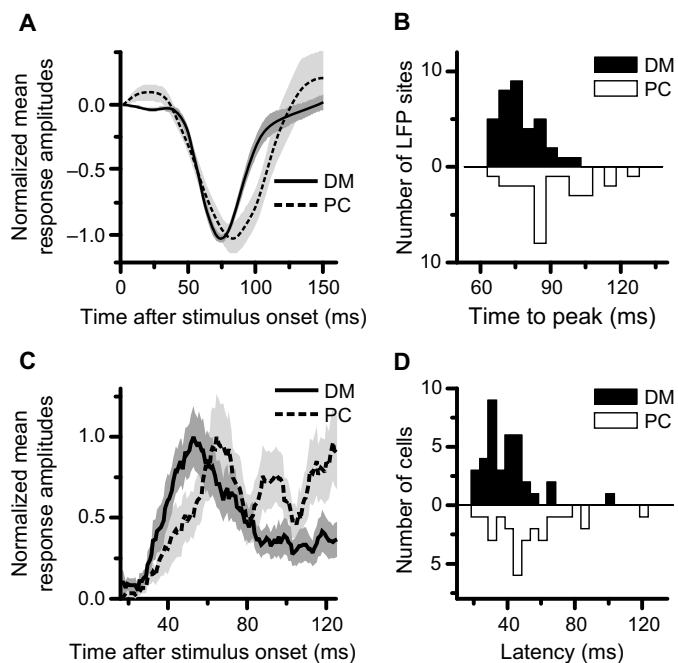 A
Normalized mean
response amplitudes
0.0
−0.5
−1.0
DM
PC
0 50 100 150
Time after stimulus onset (ms)
B
Number of LFP sites
10
0
10
DM
PC
60 90 120
Time to peak (ms)
C
Normalized mean
response amplitudes
1.0
0.5
0.0
DM
PC
40 60 80 100 120
Time after stimulus onset (ms)
D
Number of cells
10
5
0
5
DM
PC
40 80 120
Latency (ms)